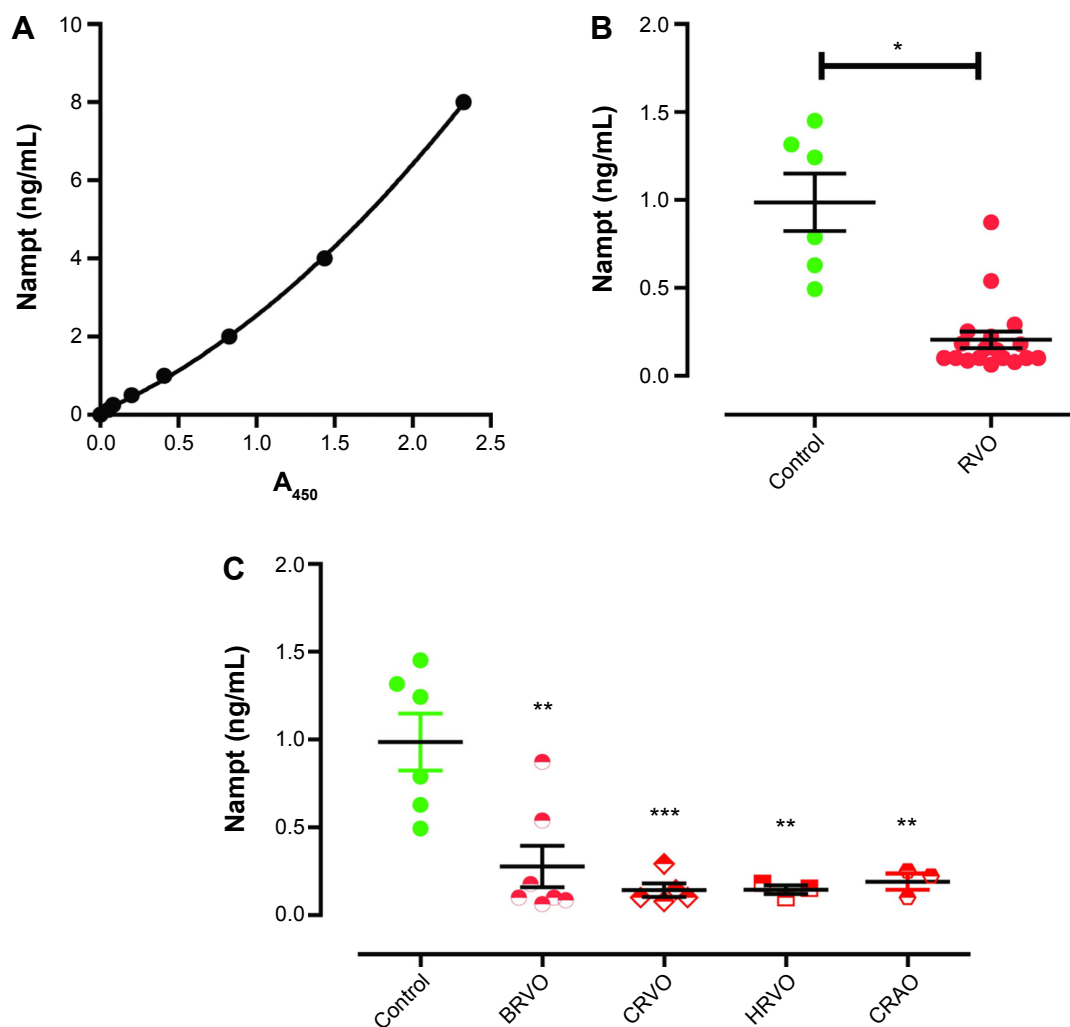 A
Nampt (ng/mL)
10
8
6
4
2
0
0.0 0.5 1.0 1.5 2.0 2.5
A450
B
Nampt (ng/mL)
2.0
1.5
1.0
0.5
0.0
*
Control RVO
C
Nampt (ng/mL)
2.0
1.5
1.0
0.5
0.0
** *** ** **
Control BRVO CRVO HRVO CRAO